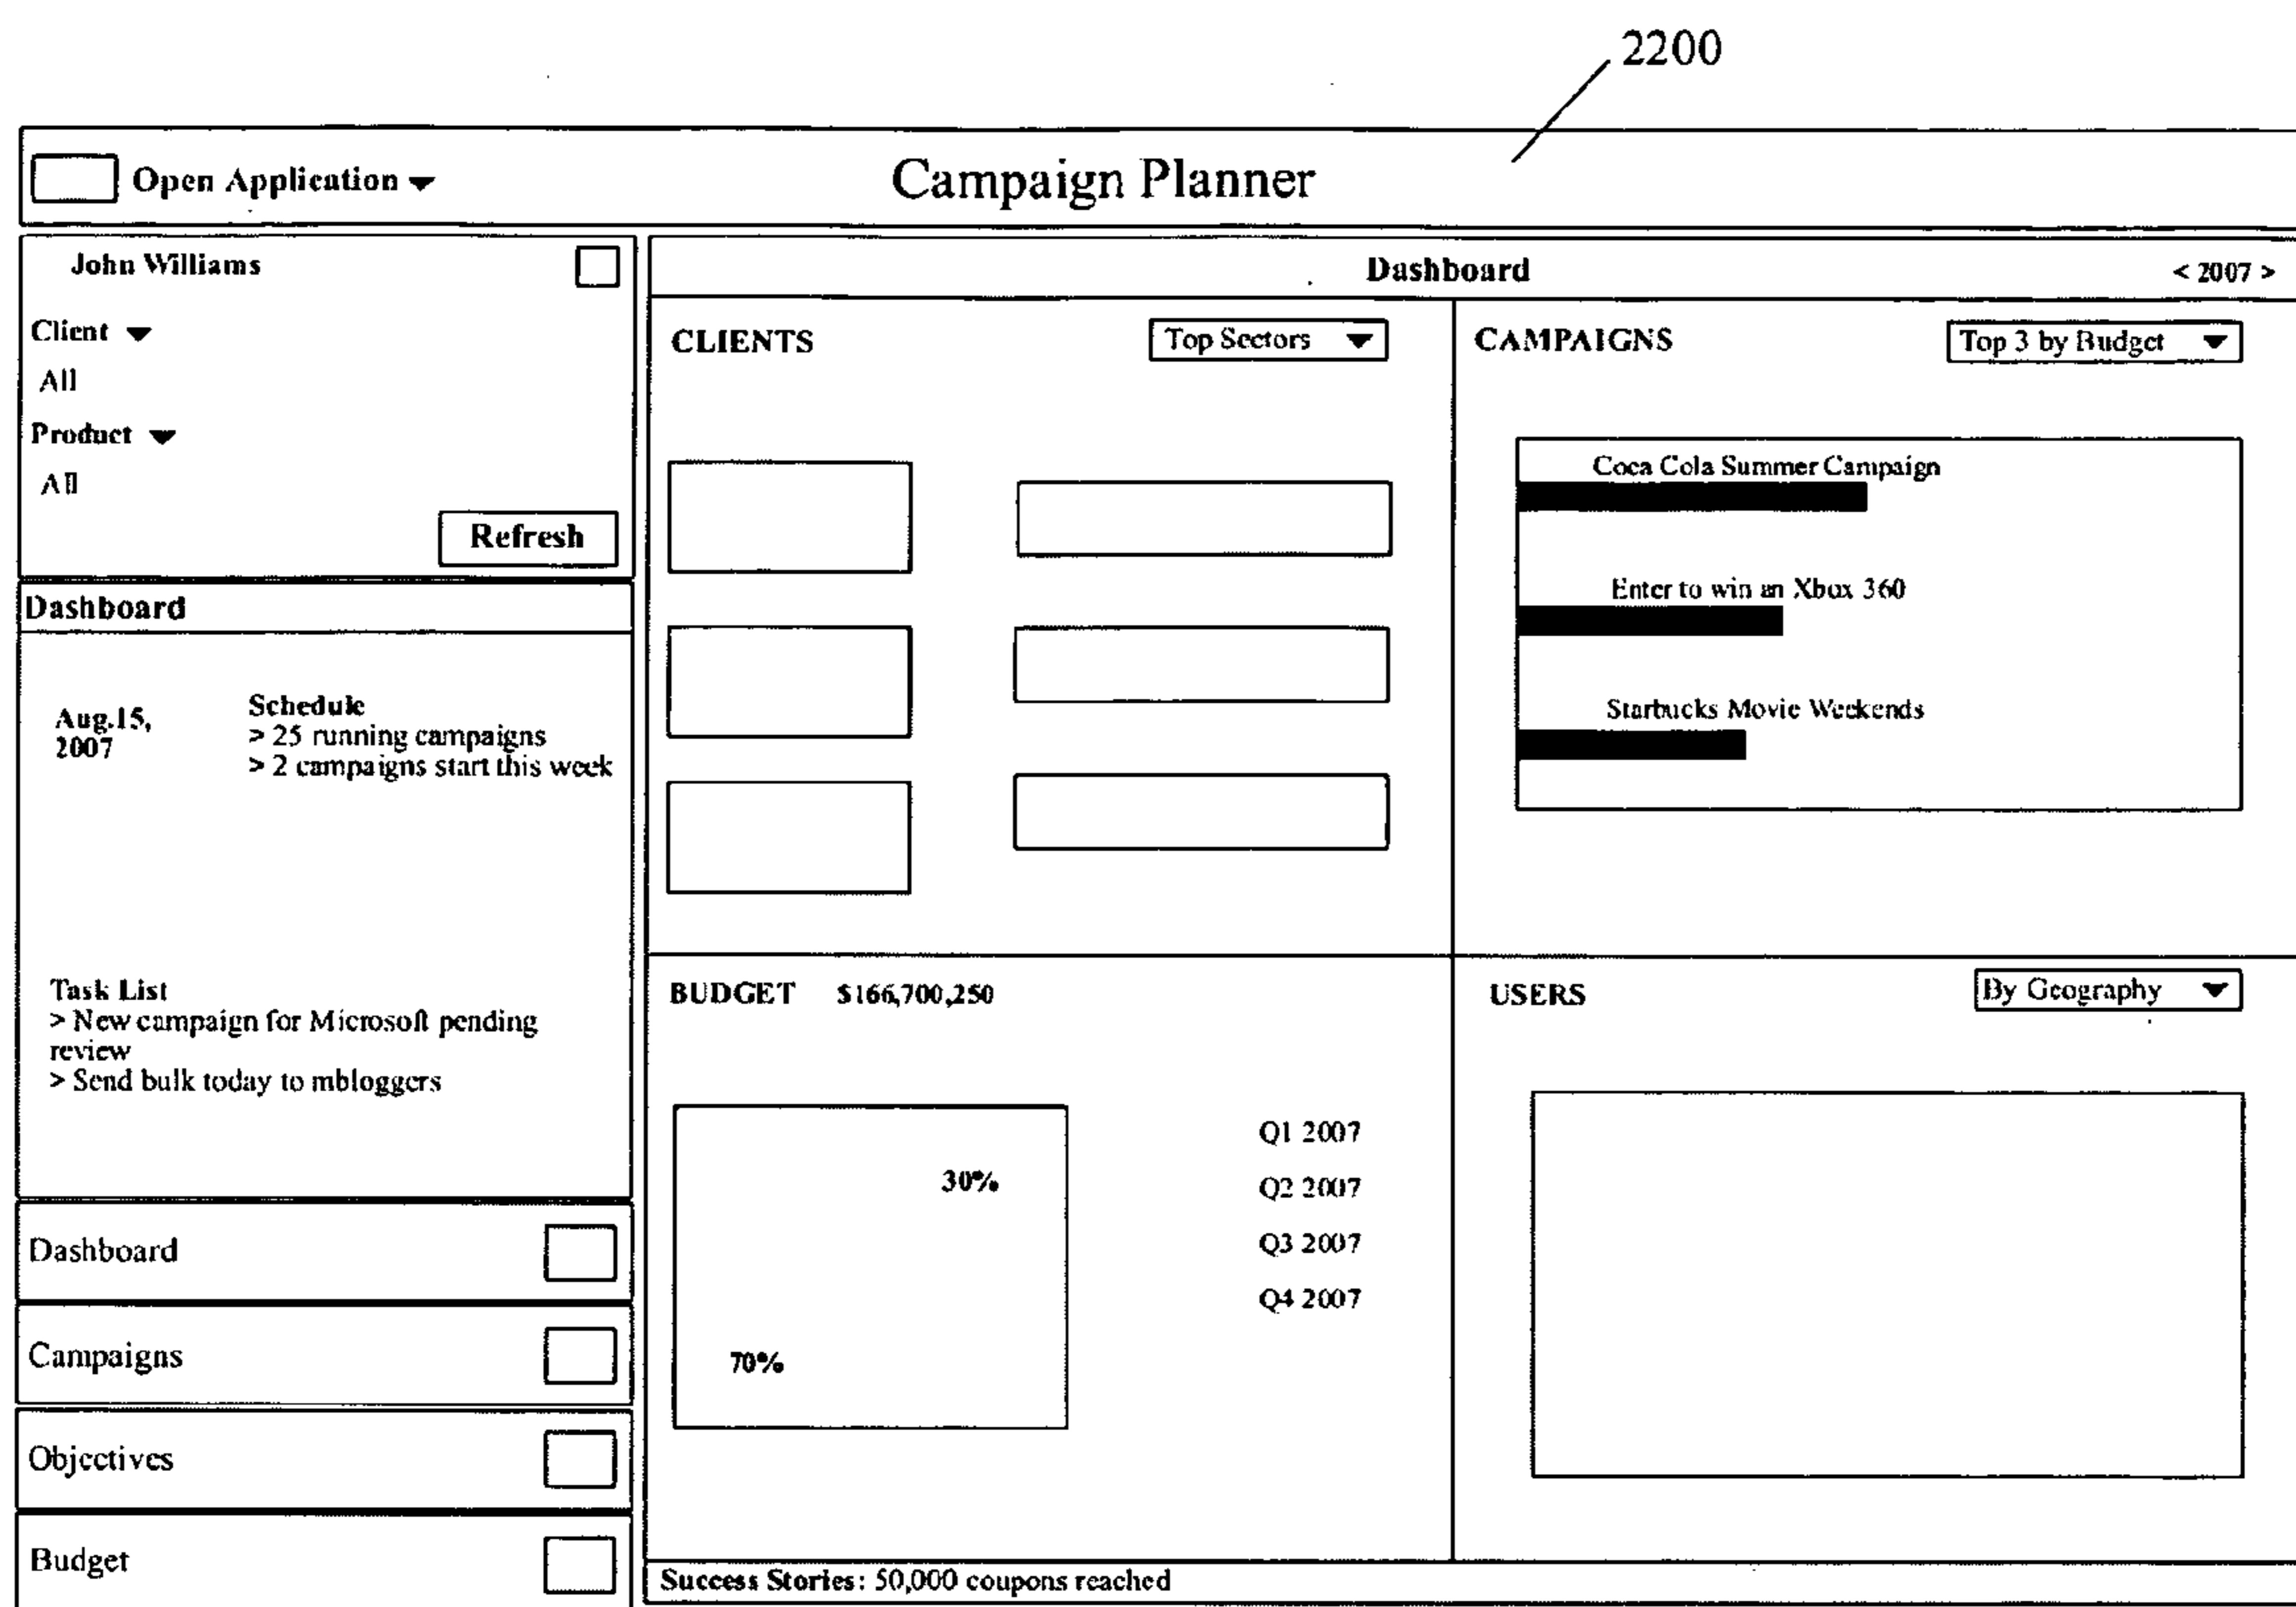 2200
Open Application
Campaign Planner
John Williams
Client
All
Product
All
Refresh
Dashboard
Aug.15,
2007
Schedule
> 25 running campaigns
> 2 campaigns start this week
Task List
> New campaign for Microsoft pending
review
> Send bulk today to mbloggers
Dashboard
Campaigns
Objectives
Budget
Dashboard
< 2007 >
CLIENTS
Top Sectors
CAMPAIGNS
Top 3 by Budget
Coca Cola Summer Campaign
Enter to win an Xbox 360
Starbucks Movie Weekends
BUDGET $166,700,250
30%
70%
Q1 2007
Q2 2007
Q3 2007
Q4 2007
USERS
By Geography
Success Stories: 50,000 coupons reached